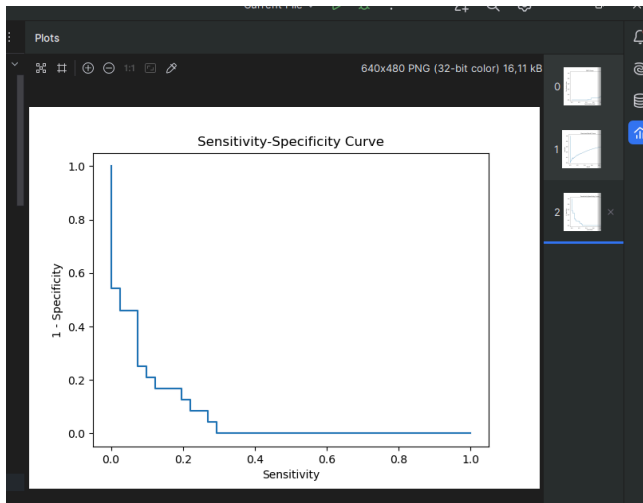 Current File
Plots
1:1
640x480 PNG (32-bit color) 16,11 kB
0
1
2
Sensitivity-Specificity Curve
1 - Specificity
1.0
0.8
0.6
0.4
0.2
0.0
0.0 0.2 0.4 0.6 0.8 1.0
Sensitivity